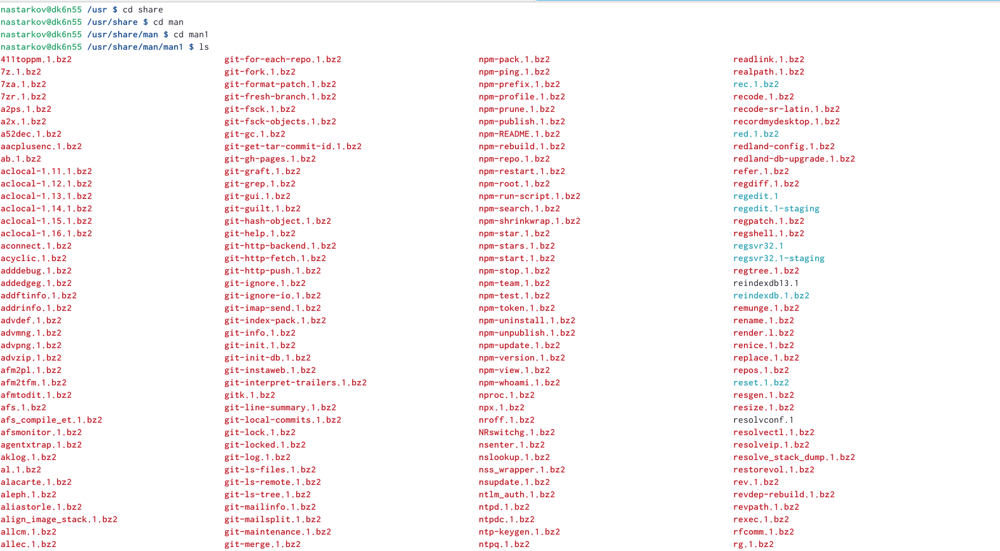 nastarkov@dk6n55 /usr $ cd share
nastarkov@dk6n55 /usr/share $ cd man
nastarkov@dk6n55 /usr/share/man $ cd man1
nastarkov@dk6n55 /usr/share/man/man1 $ ls
411toppm.1.bz2 git-for-each-repo.1.bz2 npm-pack.1.bz2 readlink.1.bz2
7z.1.bz2 git-fork.1.bz2 npm-ping.1.bz2 realpath.1.bz2
7za.1.bz2 git-format-patch.1.bz2 npm-prefix.1.bz2 rec.1.bz2
7zr.1.bz2 git-fresh-branch.1.bz2 npm-profile.1.bz2 recode.1.bz2
a2ps.1.bz2 git-fsck.1.bz2 npm-prune.1.bz2 recode-sr-latin.1.bz2
a2x.1.bz2 git-fsck-objects.1.bz2 npm-publish.1.bz2 recordmydesktop.1.bz2
a52dec.1.bz2 git-gc.1.bz2 npm-README.1.bz2 red.1.bz2
aacplusenc.1.bz2 git-get-tar-commit-id.1.bz2 npm-rebuild.1.bz2 redland-config.1.bz2
ab.1.bz2 git-gh-pages.1.bz2 npm-repo.1.bz2 redland-db-upgrade.1.bz2
aclocal-1.11.1.bz2 git-graft.1.bz2 npm-restart.1.bz2 refer.1.bz2
aclocal-1.12.1.bz2 git-grep.1.bz2 npm-root.1.bz2 regdiff.1.bz2
aclocal-1.13.1.bz2 git-gui.1.bz2 npm-run-script.1.bz2 regedit.1
aclocal-1.14.1.bz2 git-guilt.1.bz2 npm-search.1.bz2 regedit.1-staging
aclocal-1.15.1.bz2 git-hash-object.1.bz2 npm-shrinkwrap.1.bz2 regpatch.1.bz2
aclocal-1.16.1.bz2 git-help.1.bz2 npm-star.1.bz2 regshell.1.bz2
aconnect.1.bz2 git-http-backend.1.bz2 npm-stars.1.bz2 regsvr32.1
acyclic.1.bz2 git-http-fetch.1.bz2 npm-start.1.bz2 regsvr32.1-staging
adddebug.1.bz2 git-http-push.1.bz2 npm-stop.1.bz2 regtree.1.bz2
addedgeg.1.bz2 git-ignore.1.bz2 npm-team.1.bz2 reindexdb13.1
addftinfo.1.bz2 git-ignore-io.1.bz2 npm-test.1.bz2 reindexdb.1.bz2
addrinfo.1.bz2 git-imap-send.1.bz2 npm-token.1.bz2 remunge.1.bz2
advdef.1.bz2 git-index-pack.1.bz2 npm-uninstall.1.bz2 rename.1.bz2
advmng.1.bz2 git-info.1.bz2 npm-unpublish.1.bz2 render.l.bz2
advpng.1.bz2 git-init.1.bz2 npm-update.1.bz2 renice.1.bz2
advzip.1.bz2 git-init-db.1.bz2 npm-version.1.bz2 replace.1.bz2
afm2pl.1.bz2 git-instaweb.1.bz2 npm-view.1.bz2 repos.1.bz2
afm2tfm.1.bz2 git-interpret-trailers.1.bz2 npm-whoami.1.bz2 reset.1.bz2
afmtodit.1.bz2 gitk.1.bz2 nproc.1.bz2 resgen.1.bz2
afs.1.bz2 git-line-summary.1.bz2 npx.1.bz2 resize.1.bz2
afs_compile_et.1.bz2 git-local-commits.1.bz2 nroff.1.bz2 resolvconf.1
afsmonitor.1.bz2 git-lock.1.bz2 NRswitchg.1.bz2 resolvectl.1.bz2
agentxtrap.1.bz2 git-locked.1.bz2 nsenter.1.bz2 resolveip.1.bz2
aklog.1.bz2 git-log.1.bz2 nslookup.1.bz2 resolve_stack_dump.1.bz2
al.1.bz2 git-ls-files.1.bz2 nss_wrapper.1.bz2 restorevol.1.bz2
alacarte.1.bz2 git-ls-remote.1.bz2 nsupdate.1.bz2 rev.1.bz2
aleph.1.bz2 git-ls-tree.1.bz2 ntlm_auth.1.bz2 revdep-rebuild.1.bz2
aliastorle.1.bz2 git-mailinfo.1.bz2 ntpd.1.bz2 revpath.1.bz2
align_image_stack.1.bz2 git-mailsplit.1.bz2 ntpdc.1.bz2 rexec.1.bz2
allcm.1.bz2 git-maintenance.1.bz2 ntp-keygen.1.bz2 rfcomm.1.bz2
allec.1.bz2 git-merge.1.bz2 ntpq.1.bz2 rg.1.bz2